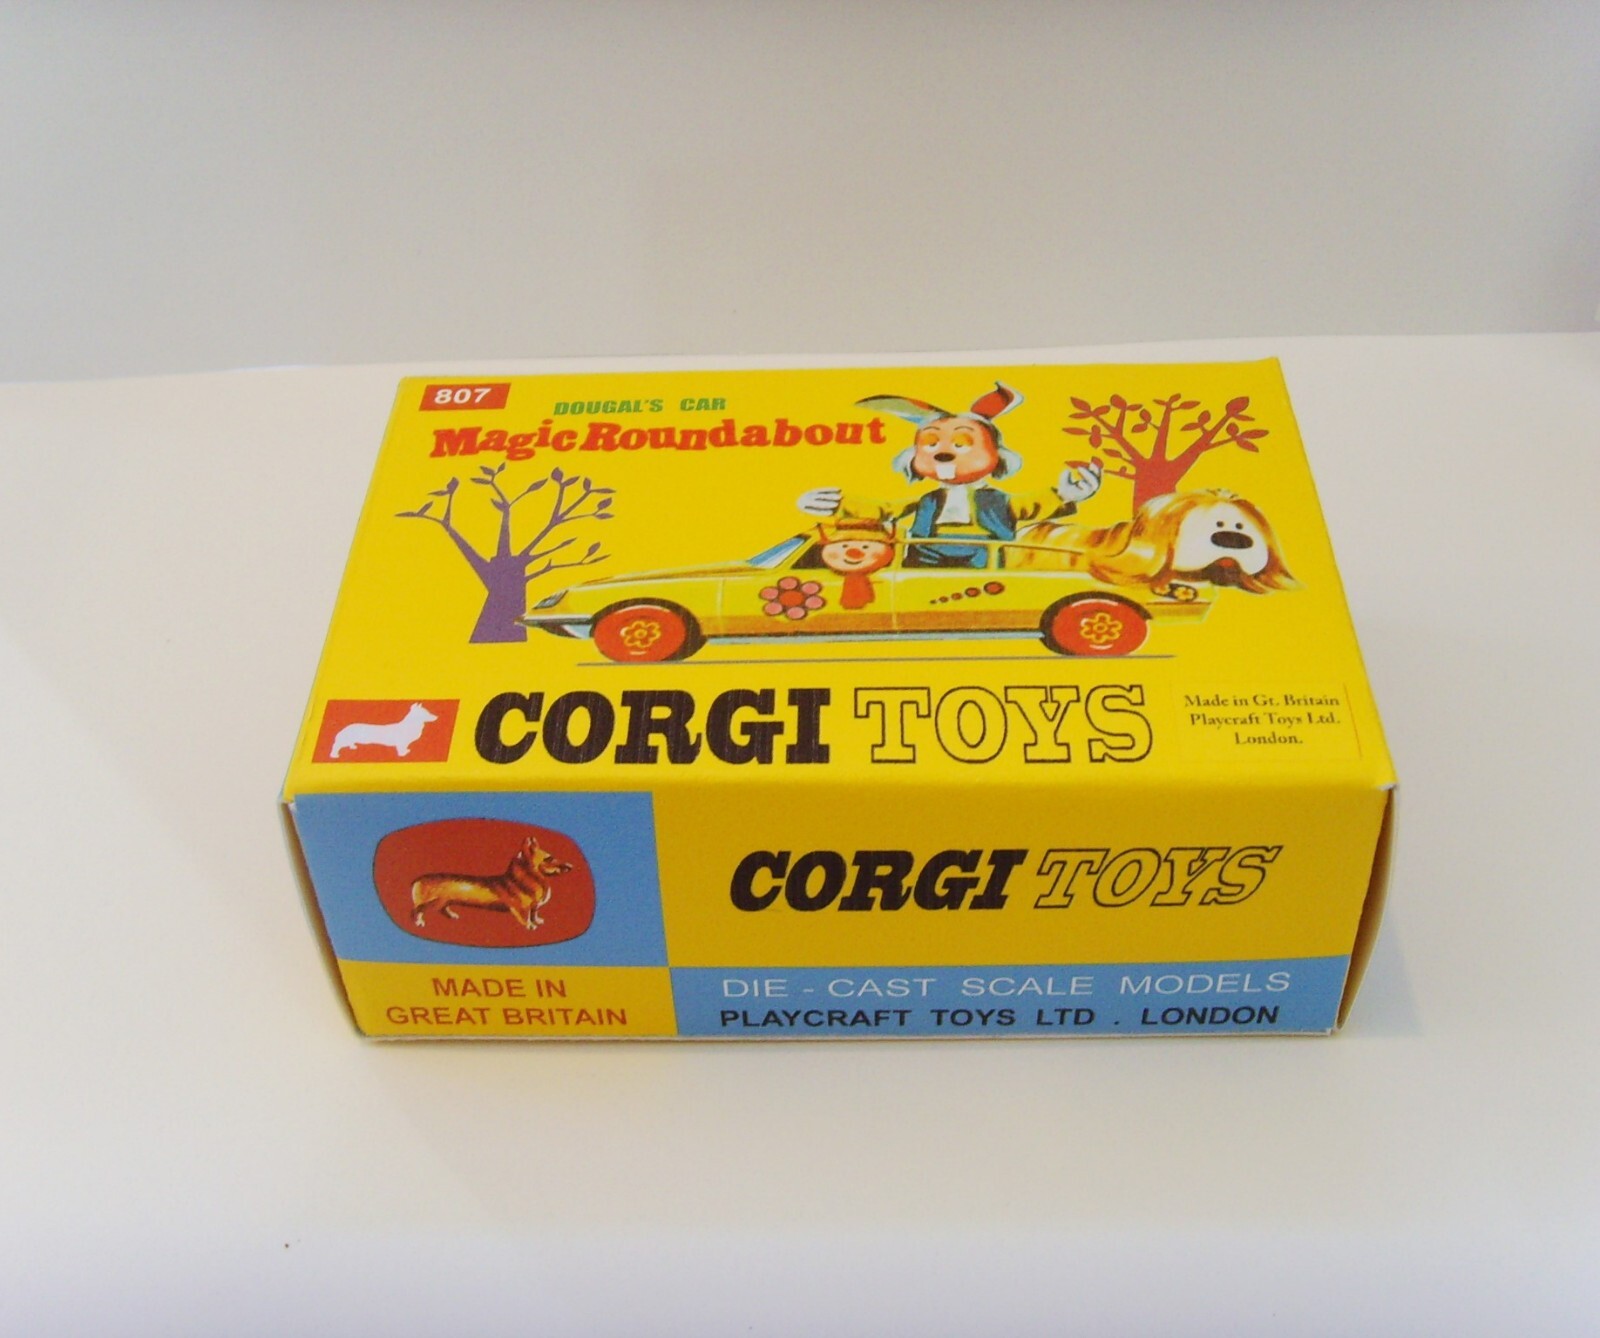 807
DOUGAL'S CAR
Magic Roundabout
CORGI TOYS
Made in Gt. Britain
Playcraft Toys Ltd.
London.
CORGI TOYS
MADE IN
GREAT BRITAIN
DIE - CAST SCALE MODELS
PLAYCRAFT TOYS LTD . LONDON